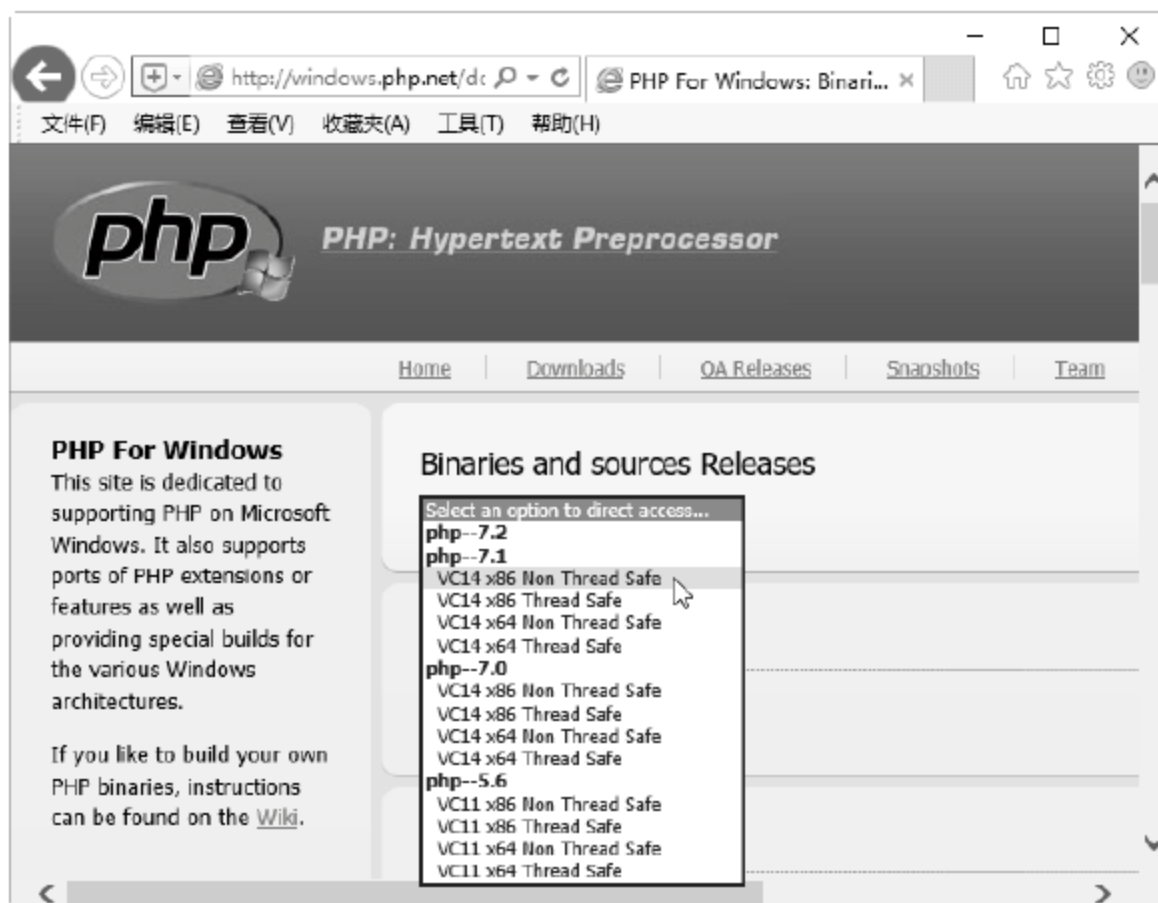 http://windows.php.net/dc
PHP For Windows: Binari...
文件(F) 编辑(E) 查看(V) 收藏夹(A) 工具(T) 帮助(H)
php
PHP: Hypertext Preprocessor
Home Downloads QA Releases Snapshots Team
PHP For Windows
This site is dedicated to
supporting PHP on Microsoft
Windows. It also supports
ports of PHP extensions or
features as well as
providing special builds for
the various Windows
architectures.
If you like to build your own
PHP binaries, instructions
can be found on the Wiki.
Binaries and sources Releases
Select an option to direct access...
php--7.2
php--7.1
VC14 x86 Non Thread Safe
VC14 x86 Thread Safe
VC14 x64 Non Thread Safe
VC14 x64 Thread Safe
php--7.0
VC14 x86 Non Thread Safe
VC14 x86 Thread Safe
VC14 x64 Non Thread Safe
VC14 x64 Thread Safe
php--5.6
VC11 x86 Non Thread Safe
VC11 x86 Thread Safe
VC11 x64 Non Thread Safe
VC11 x64 Thread Safe